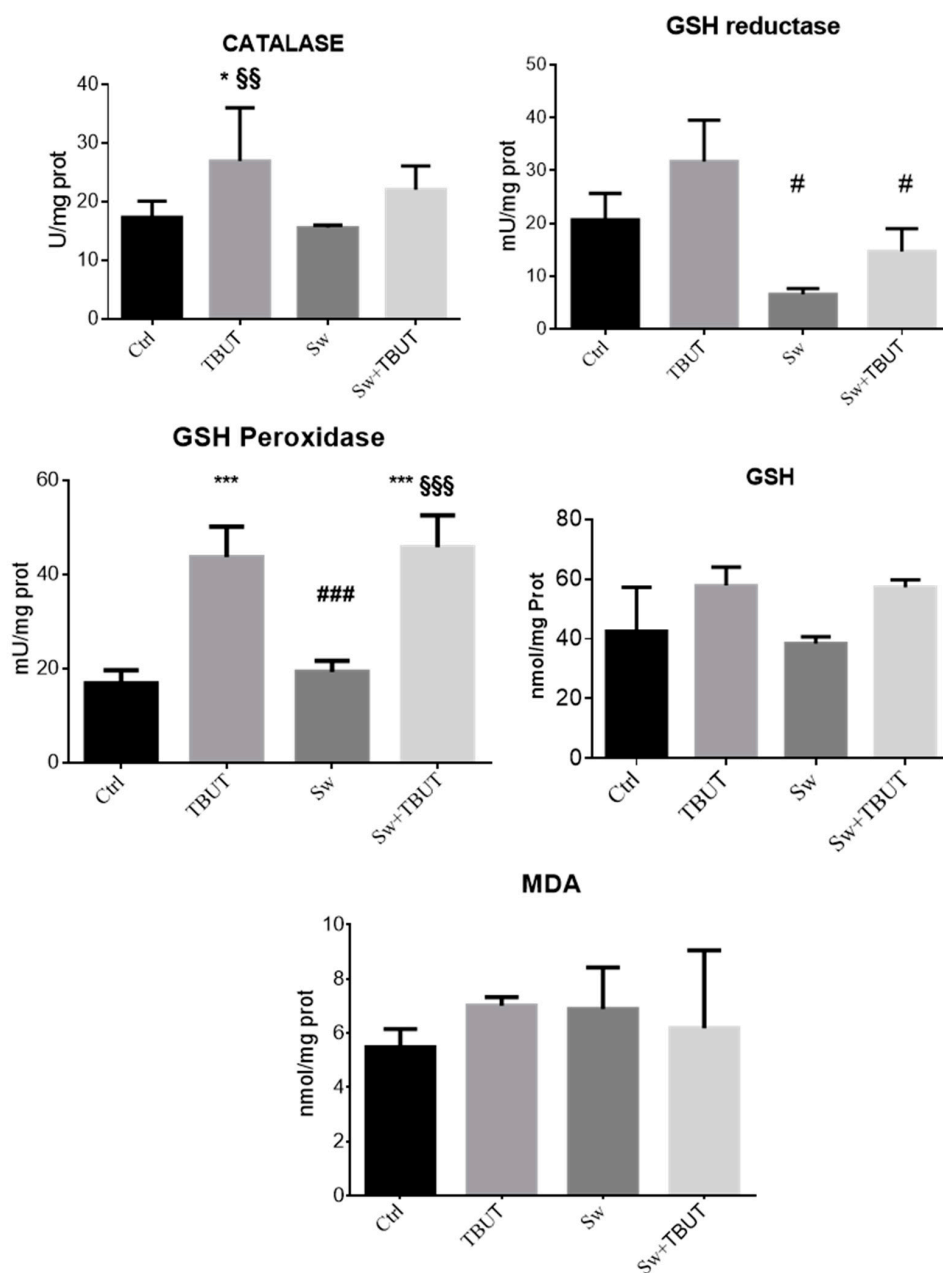 CATALASE
U/mg prot
40
30
20
10
0
* §§
Ctrl
TBUT
Sw
Sw+TBUT
GSH reductase
mU/mg prot
50
40
30
20
10
0
#
#
Ctrl
TBUT
Sw
Sw+TBUT
GSH Peroxidase
mU/mg prot
60
40
20
0
***
###
*** §§§
Ctrl
TBUT
Sw
Sw+TBUT
GSH
nmol/mg Prot
80
60
40
20
0
Ctrl
TBUT
Sw
Sw+TBUT
MDA
nmol/mg prot
10
8
6
4
2
0
Ctrl
TBUT
Sw
Sw+TBUT